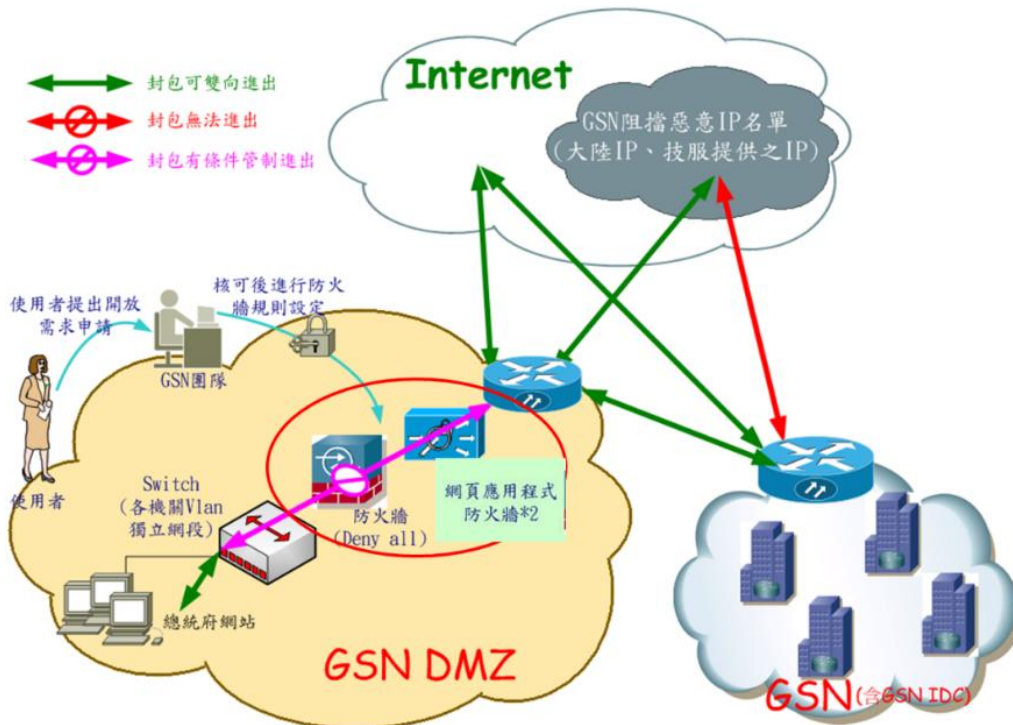 封包可雙向進出
封包無法進出
封包有條件管制進出
Internet
GSN阻擋惡意IP名單
(大陸IP、技服提供之IP)
使用者提出開放
需求申請
核可後進行防火
牆規則設定
GSN團隊
使用者
Switch
(各機關Vlan
獨立網段)
防火牆
(Deny all)
網頁應用程式
防火牆*2
總統府網站
GSN DMZ
GSN(含GSN IDC)